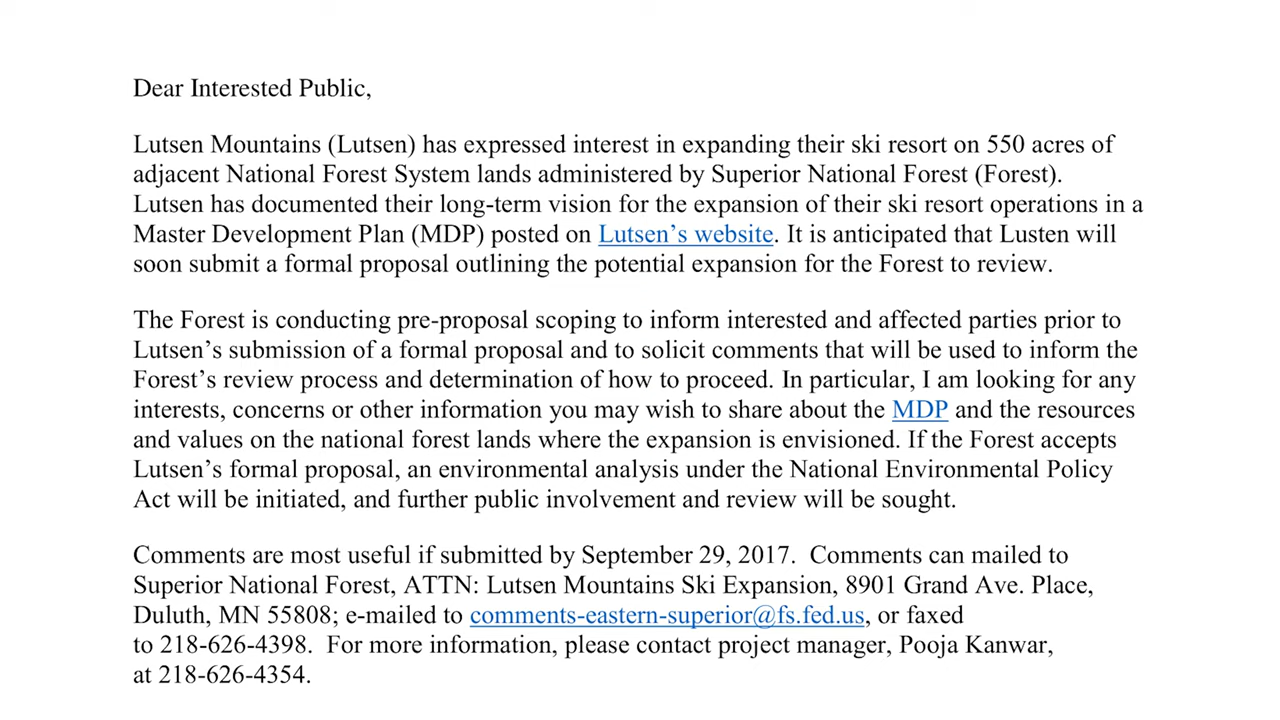 Dear Interested Public,
Lutsen Mountains (Lutsen) has expressed interest in expanding their ski resort on 550 acres of
adjacent National Forest System lands administered by Superior National Forest (Forest).
Lutsen has documented their long-term vision for the expansion of their ski resort operations in a
Master Development Plan (MDP) posted on Lutsen’s website. It is anticipated that Lusten will
soon submit a formal proposal outlining the potential expansion for the Forest to review.
The Forest is conducting pre-proposal scoping to inform interested and affected parties prior to
Lutsen’s submission of a formal proposal and to solicit comments that will be used to inform the
Forest’s review process and determination of how to proceed. In particular, I am looking for any
interests, concerns or other information you may wish to share about the MDP and the resources
and values on the national forest lands where the expansion is envisioned. If the Forest accepts
Lutsen’s formal proposal, an environmental analysis under the National Environmental Policy
Act will be initiated, and further public involvement and review will be sought.
Comments are most useful if submitted by September 29, 2017.  Comments can mailed to
Superior National Forest, ATTN: Lutsen Mountains Ski Expansion, 8901 Grand Ave. Place,
Duluth, MN 55808; e-mailed to comments-eastern-superior@fs.fed.us, or faxed
to 218-626-4398.  For more information, please contact project manager, Pooja Kanwar,
at 218-626-4354.